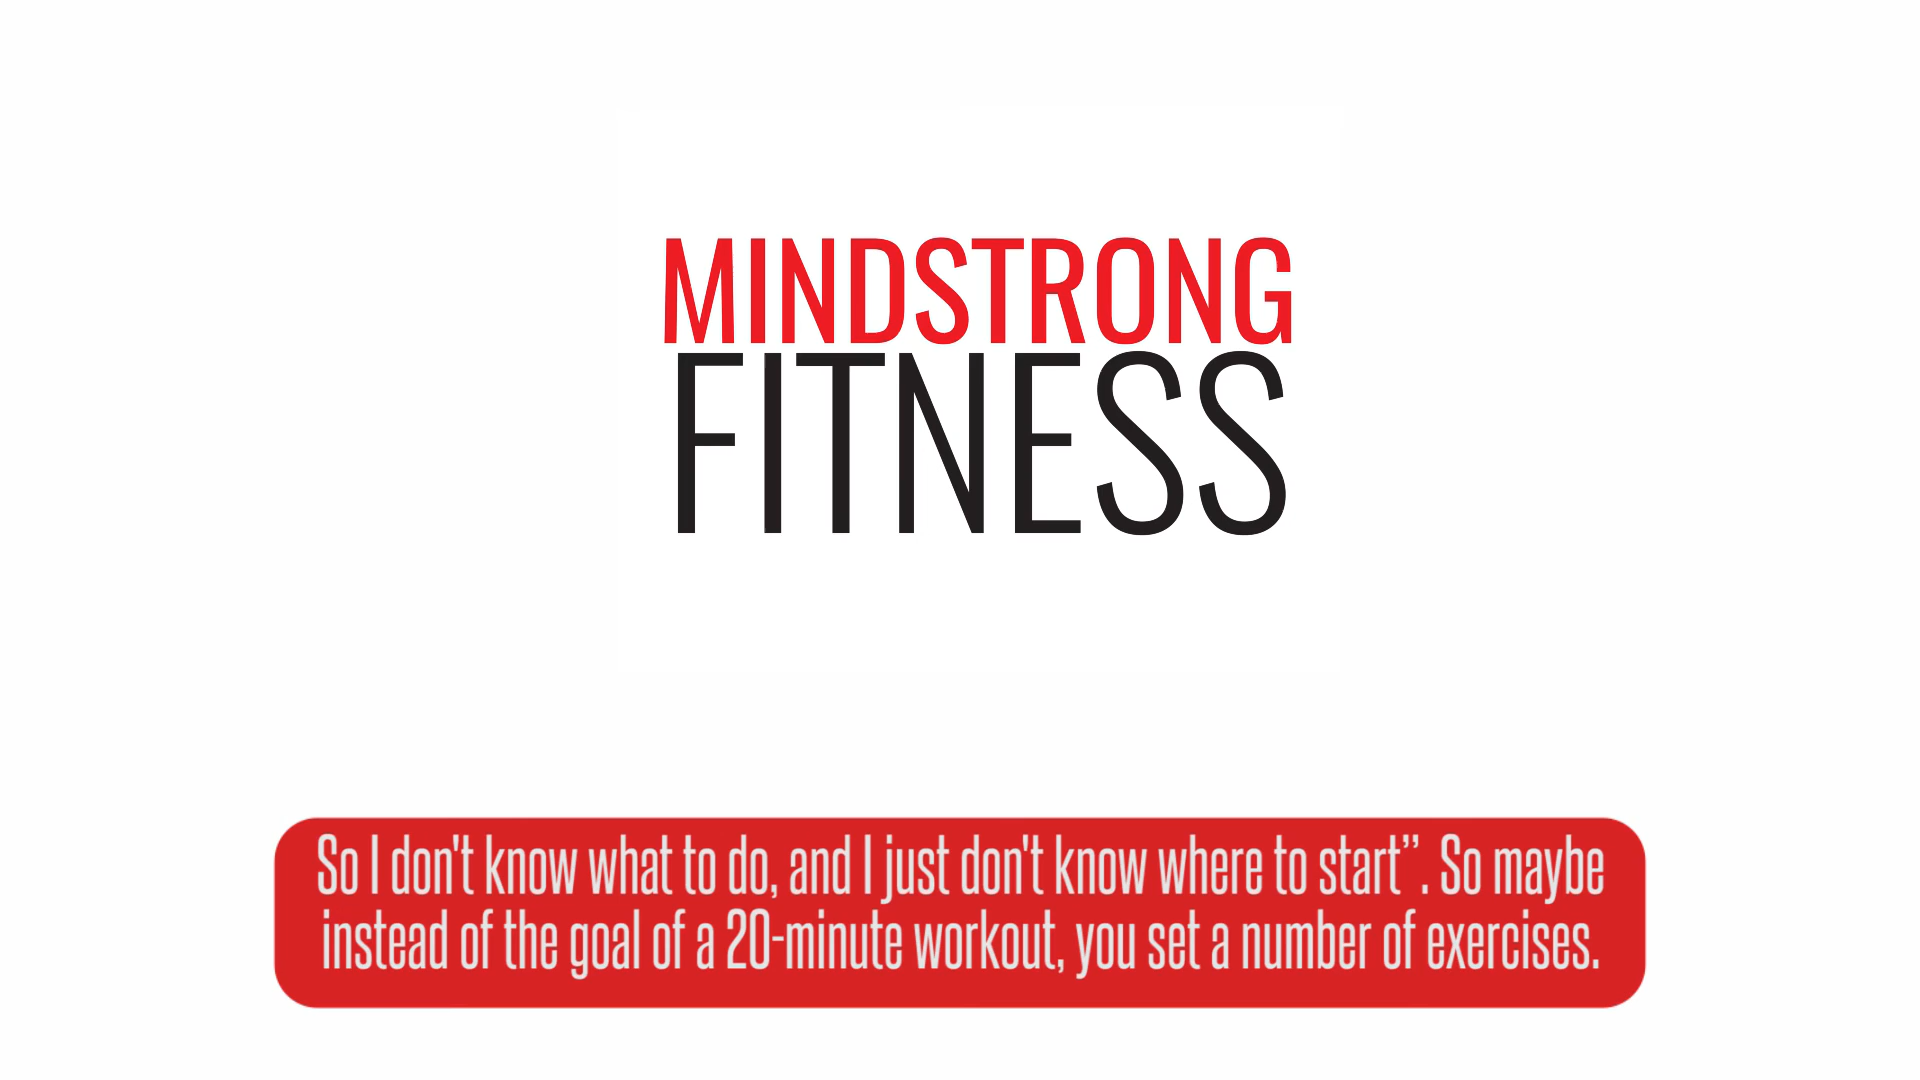 MINDSTRONG
FITNESS
So I don't know what to do, and I just don't know where to start”. So maybe
instead of the goal of a 20-minute workout, you set a number of exercises.